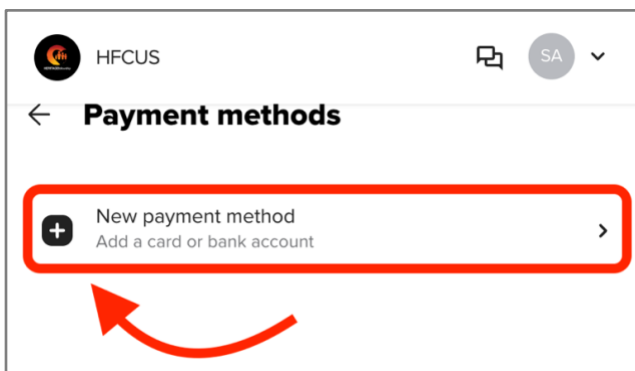 HFCUS
SA
Payment methods
New payment method
Add a card or bank account